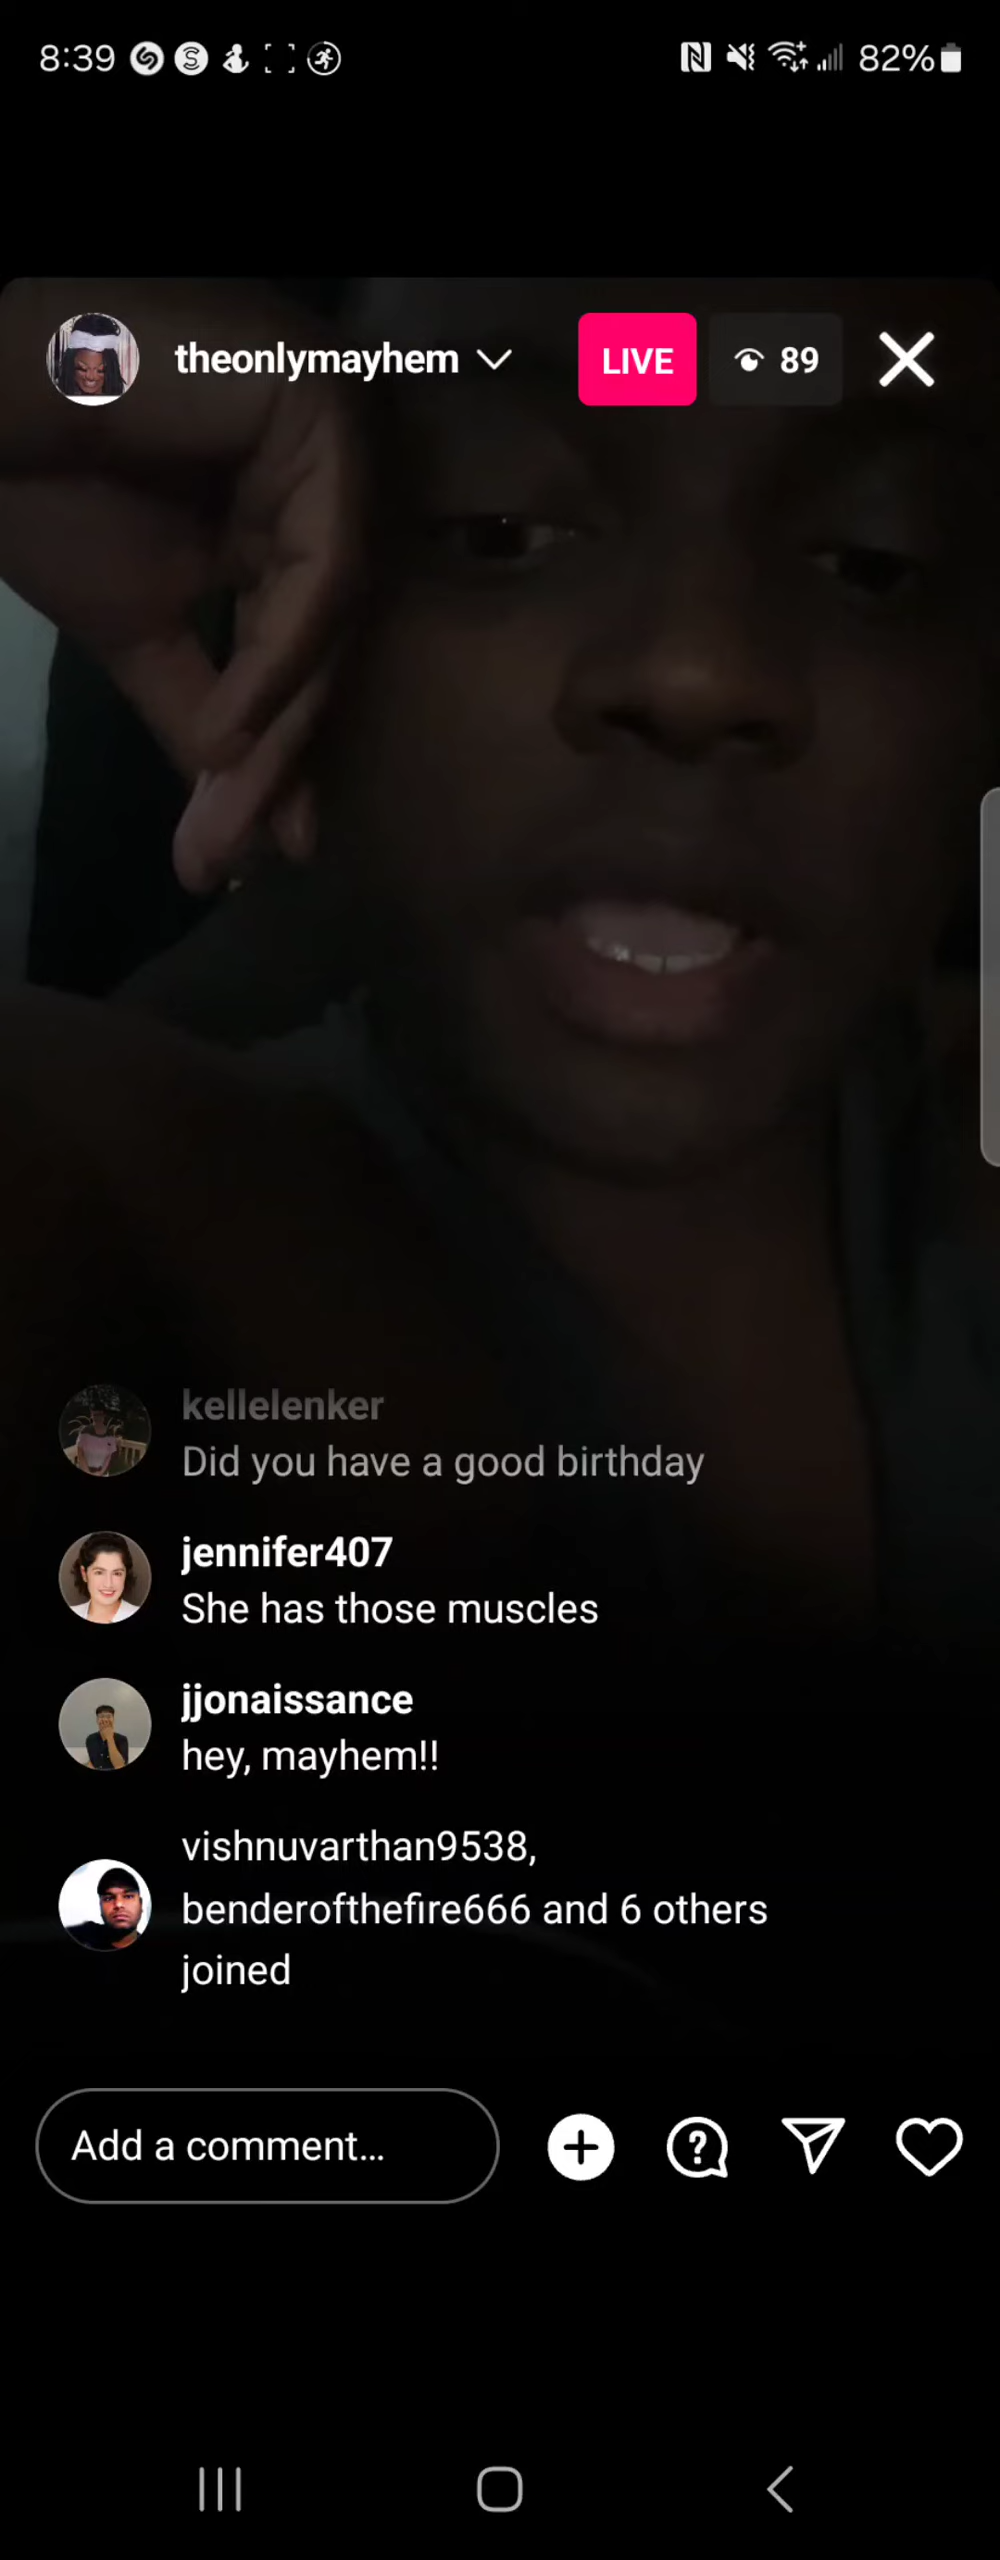 8:39
82%
theonlymayhem
LIVE
89
kellelenker
Did you have a good birthday
jennifer407
She has those muscles
jjonaissance
hey, mayhem!!
vishnuvarthan9538,
benderofthefire666 and 6 others
joined
Add a comment...